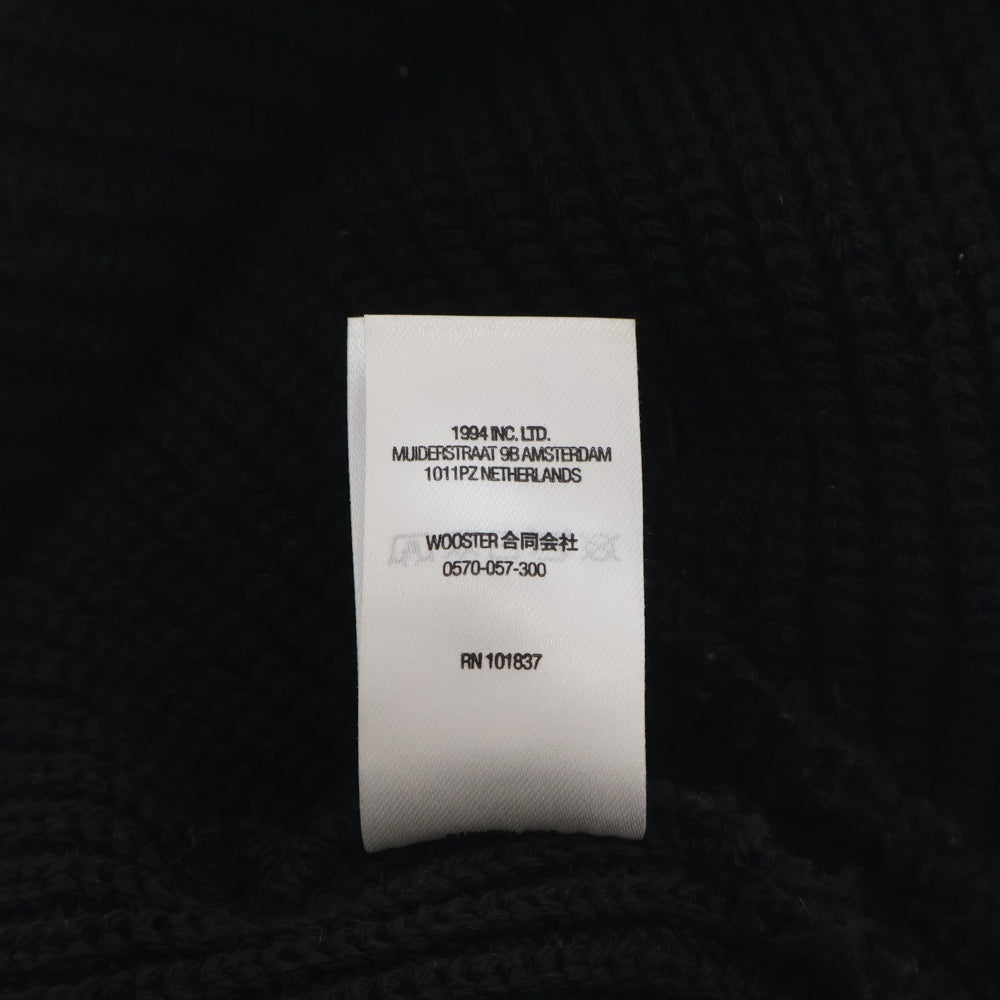 1994 INC. LTD.
MUIDERSTRAAT 9B AMSTERDAM
1011PZ NETHERLANDS
WOOSTER 合同会社
0570-057-300
RN 101837